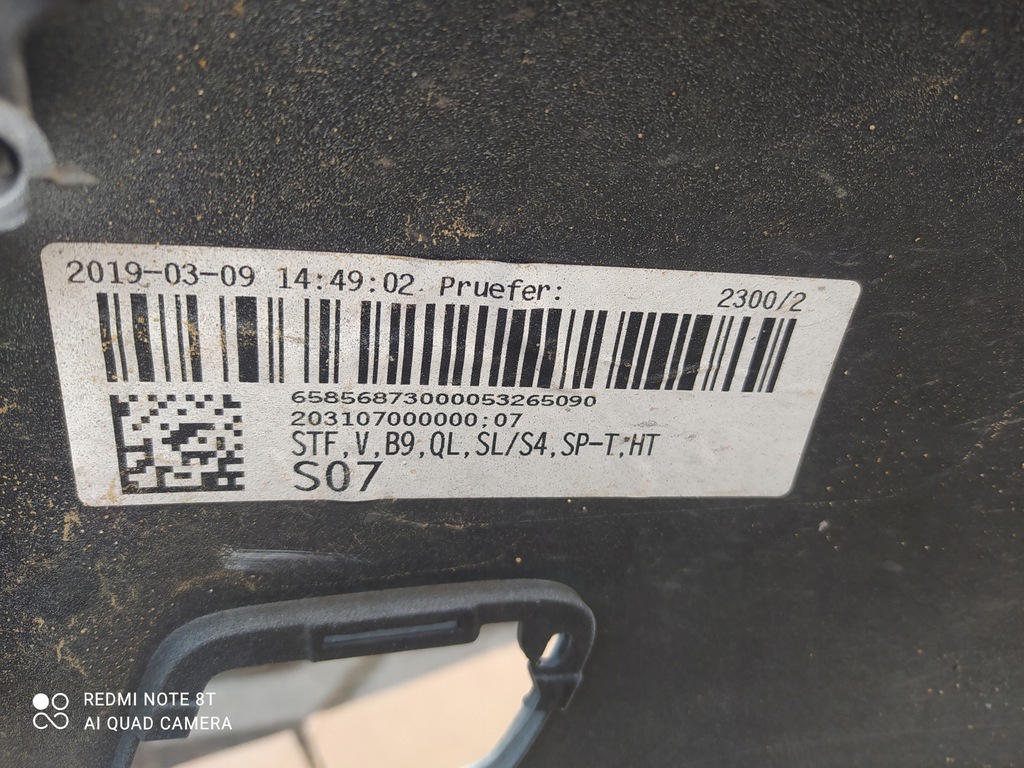 2019-03-09 14:49:02 Pruefer: 2300/2
65856873000053265090
203107000000;07
STF,V,B9,QL,SL/S4,SP-T,HT
S07
REDMI NOTE 8T
AI QUAD CAMERA